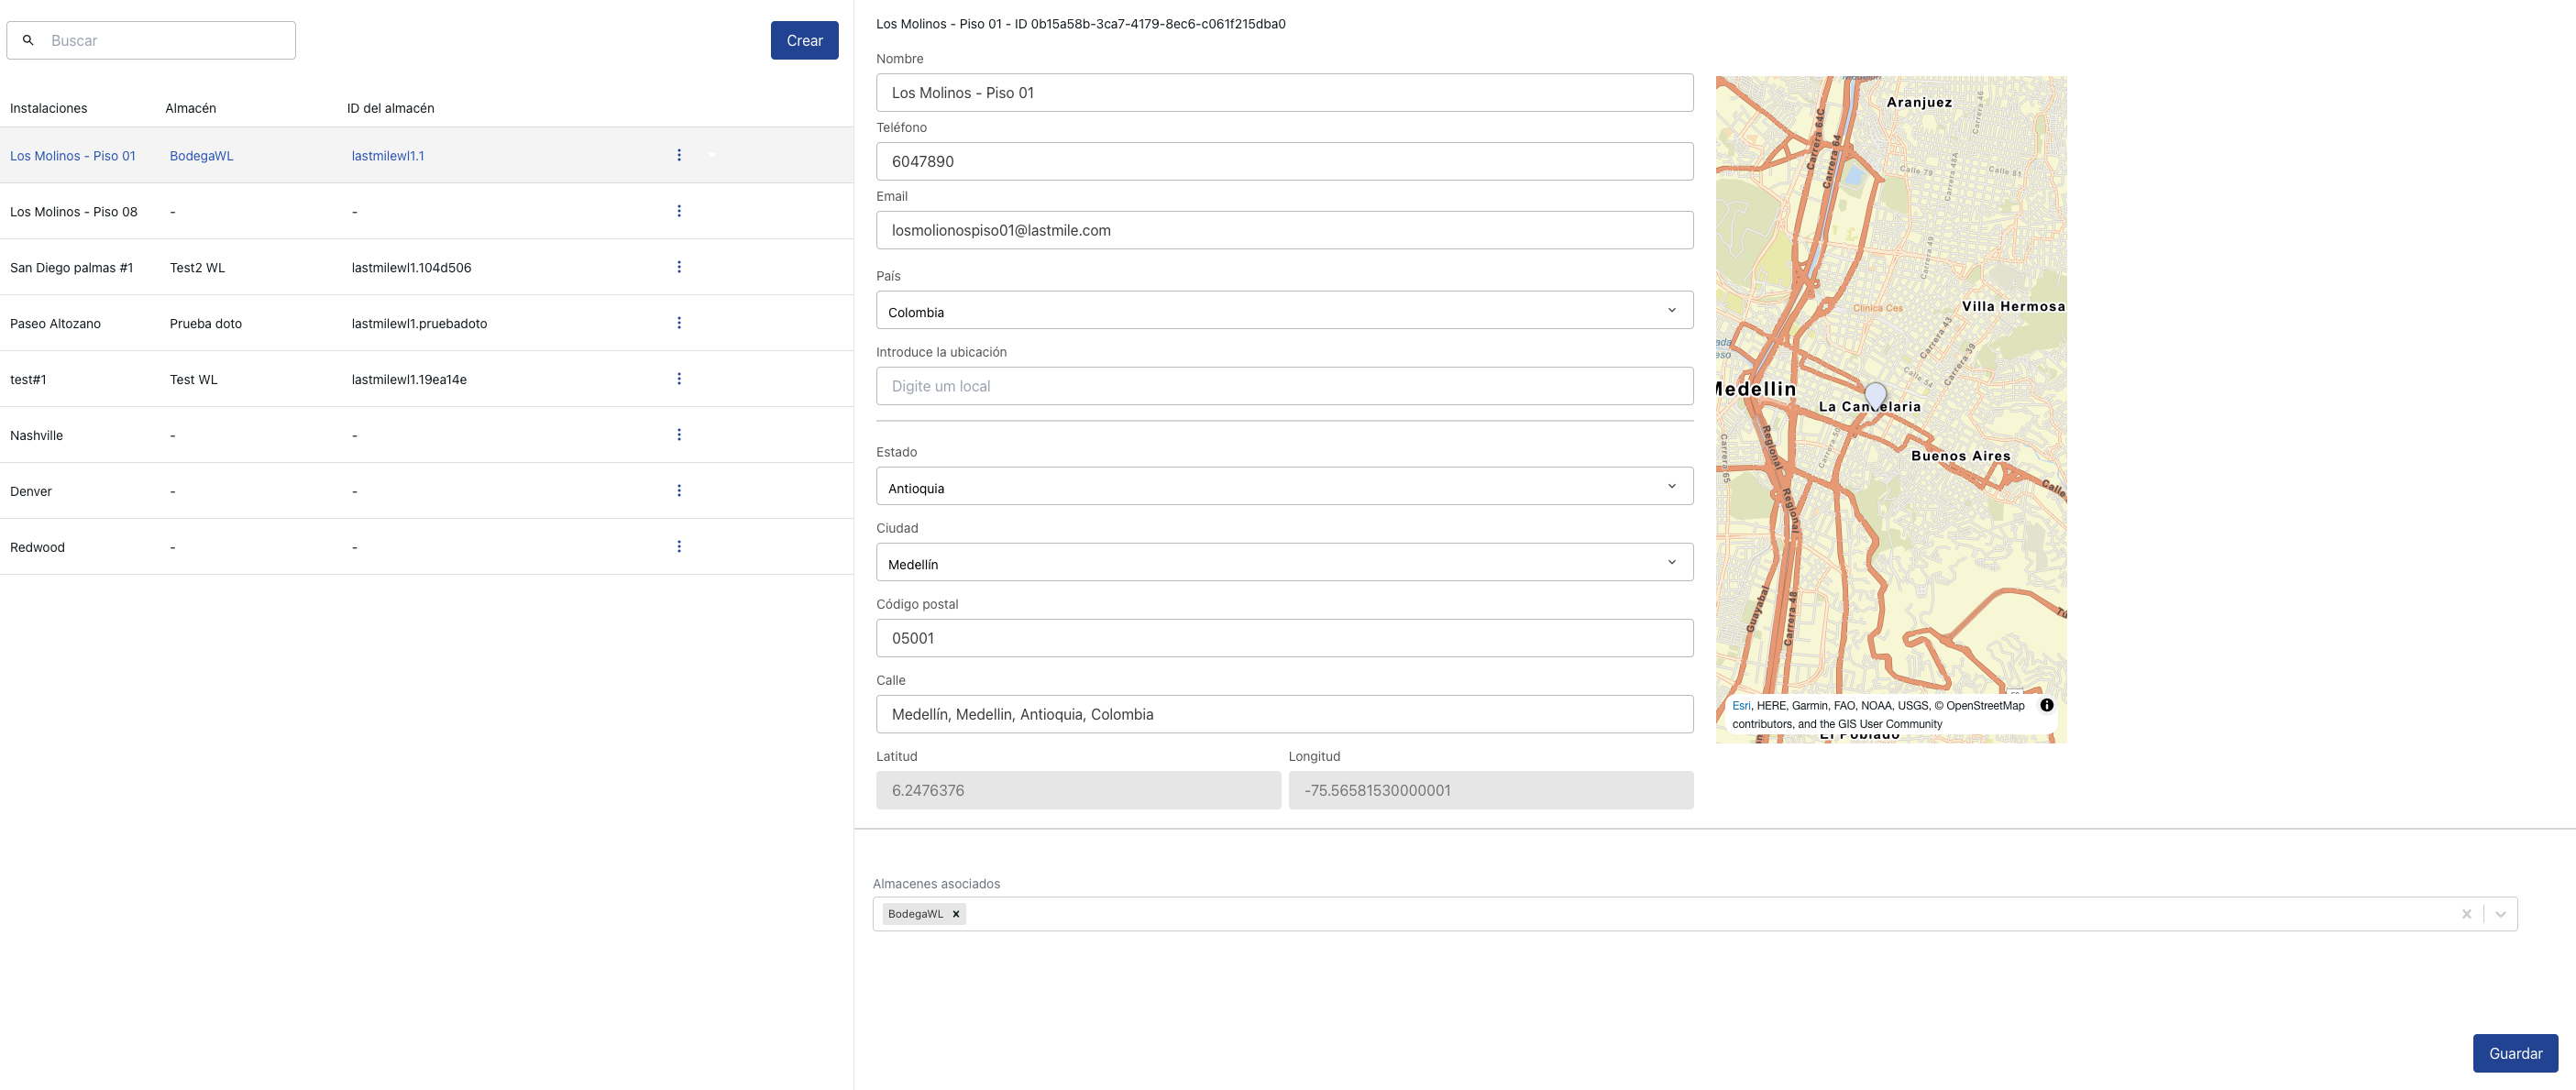 Buscar
Crear
Instalaciones Almacén ID del almacén
Los Molinos - Piso 01 BodegaWL lastmilewl1.1
Los Molinos - Piso 08 - -
San Diego palmas #1 Test2 WL lastmilewl1.104d506
Paseo Altozano Prueba doto lastmilewl1.pruebadoto
test#1 Test WL lastmilewl1.19ea14e
Nashville - -
Denver - -
Redwood - -
Los Molinos - Piso 01 - ID 0b15a58b-3ca7-4179-8ec6-c061f215dba0
Nombre
Los Molinos - Piso 01
Teléfono
6047890
Email
losmolionospiso01@lastmile.com
País
Colombia
Introduce la ubicación
Digite um local
Estado
Antioquia
Ciudad
Medellín
Código postal
05001
Calle
Medellín, Medellin, Antioquia, Colombia
Latitud Longitud
6.2476376 -75.56581530000001
Aranjuez
Carrera 46
Carrera 64C
Carrera 64
Calle 79
Carrera 46A
Calle 81
Carrera 49
Villa Hermosa
Clinica Ces
Carrera 43
Carrera 39
Calle 54
Medellin
La Candelaria
Carrera 50
Buenos Aires
Carrera 65
Regional
Calle
Regional
Guayabal
Carrera 48
Esri, HERE, Garmin, FAO, NOAA, USGS, © OpenStreetMap
contributors, and the GIS User Community
El Poblado
Almacenes asociados
BodegaWL
Guardar